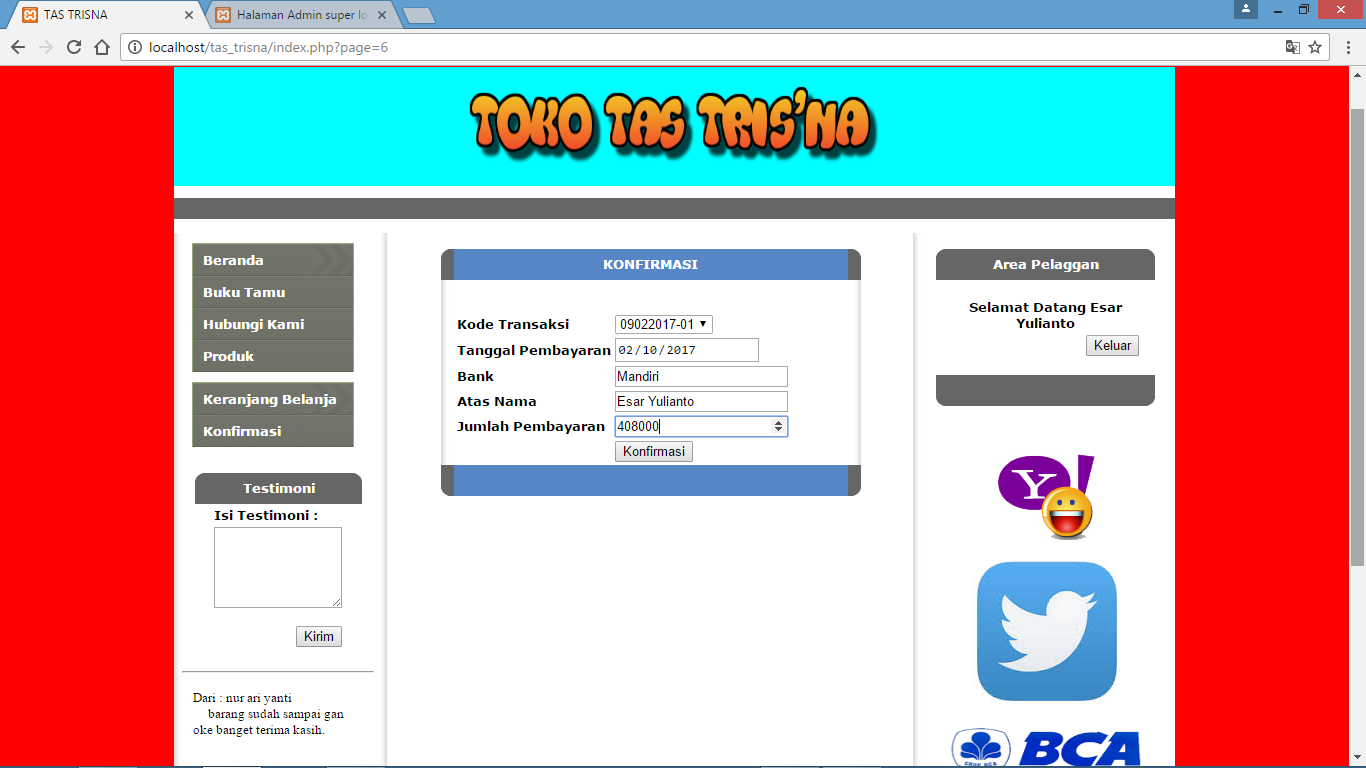 TAS TRISNA
Halaman Admin super lo
localhost/tas_trisna/index.php?page=6
TOKO TAS TRIS'NA
Beranda
Buku Tamu
Hubungi Kami
Produk
Keranjang Belanja
Konfirmasi
Testimoni
Isi Testimoni :
Kirim
Dari : nur ari yanti
barang sudah sampai gan
oke banget terima kasih.
KONFIRMASI
Kode Transaksi 09022017-01
Tanggal Pembayaran 02/10/2017
Bank Mandiri
Atas Nama Esar Yulianto
Jumlah Pembayaran 408000
Konfirmasi
Area Pelaggan
Selamat Datang Esar
Yulianto
Keluar
Y!
BCA